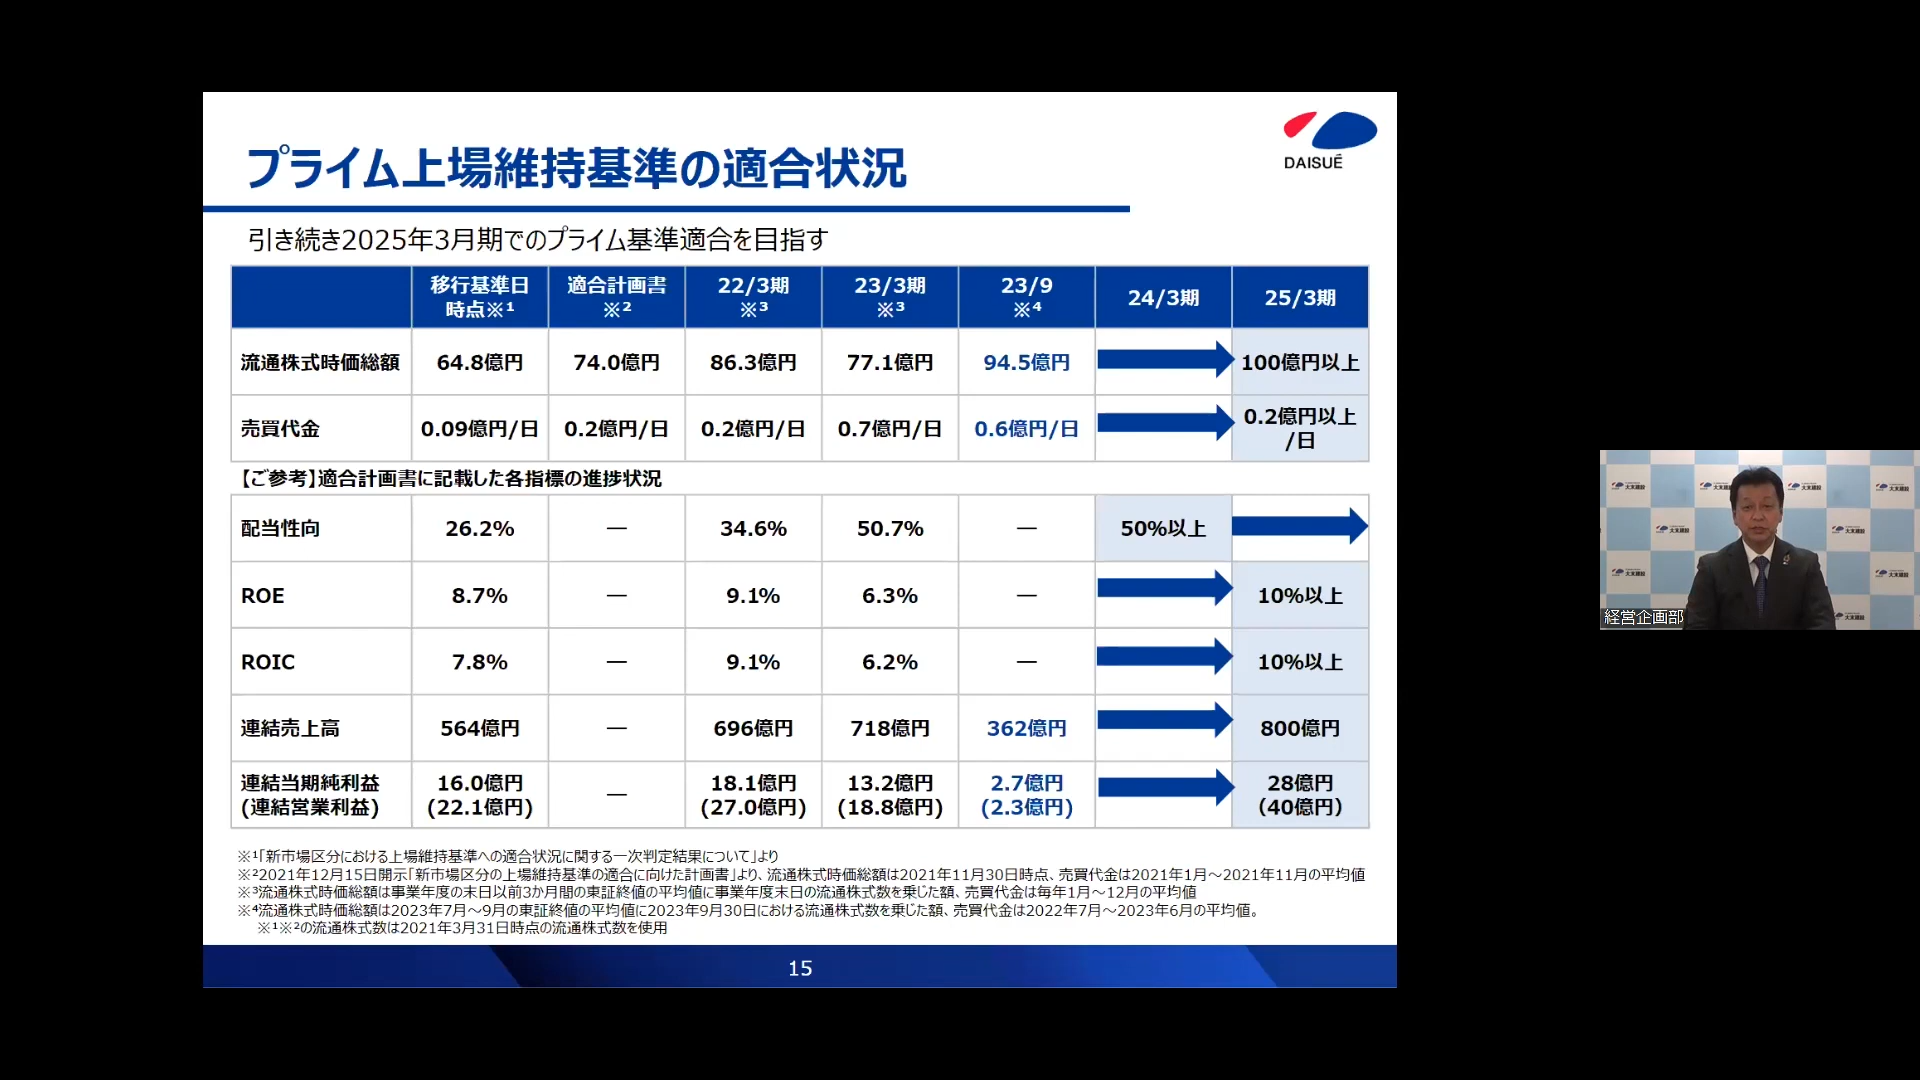 DAISUÉ
プライム上場維持基準の適合状況
引き続き2025年3月期でのプライム基準適合を目指す
移行基準日時点※¹ 適合計画書※² 22/3期※³ 23/3期※³ 23/9※⁴ 24/3期 25/3期
流通株式時価総額 64.8億円 74.0億円 86.3億円 77.1億円 94.5億円 100億円以上
売買代金 0.09億円/日 0.2億円/日 0.2億円/日 0.7億円/日 0.6億円/日 0.2億円以上/日
【ご参考】適合計画書に記載した各指標の進捗状況
配当性向 26.2% ― 34.6% 50.7% ― 50%以上
ROE 8.7% ― 9.1% 6.3% ― 10%以上
ROIC 7.8% ― 9.1% 6.2% ― 10%以上
連結売上高 564億円 ― 696億円 718億円 362億円 800億円
連結当期純利益 16.0億円 ― 18.1億円 13.2億円 2.7億円 28億円
(連結営業利益) (22.1億円) (27.0億円) (18.8億円) (2.3億円) (40億円)
※¹「新市場区分における上場維持基準への適合状況に関する一次判定結果について」より
※²2021年12月15日開示「新市場区分の上場維持基準の適合に向けた計画書」より、流通株式時価総額は2021年11月30日時点、売買代金は2021年1月～2021年11月の平均値
※³流通株式時価総額は事業年度の末日以前3か月間の東証終値の平均値に事業年度末日の流通株式数を乗じた額、売買代金は毎年1月～12月の平均値
※⁴流通株式時価総額は2023年7月～9月の東証終値の平均値に2023年9月30日における流通株式数を乗じた額、売買代金は2022年7月～2023年6月の平均値。
※¹※²の流通株式数は2021年3月31日時点の流通株式数を使用
15
大末建設
経営企画部